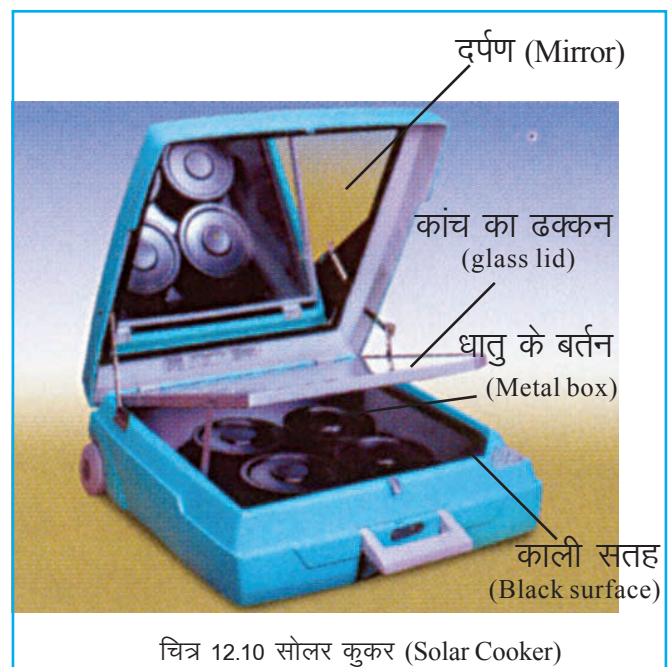 दर्पण (Mirror)
कांच का ढक्कन
(glass lid)
धातु के बर्तन
(Metal box)
काली सतह
(Black surface)
चित्र 12.10 सोलर कुकर (Solar Cooker)